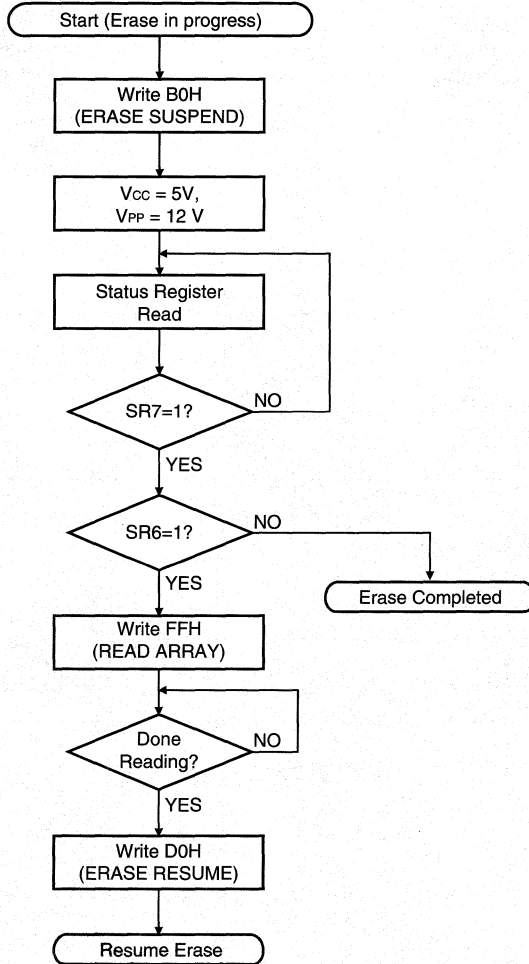 Start (Erase in progress)
Write B0H
(ERASE SUSPEND)
VCC = 5V,
VPP = 12 V
Status Register
Read
SR7=1?
NO
YES
SR6=1?
NO
YES
Erase Completed
Write FFH
(READ ARRAY)
Done
Reading?
NO
YES
Write D0H
(ERASE RESUME)
Resume Erase